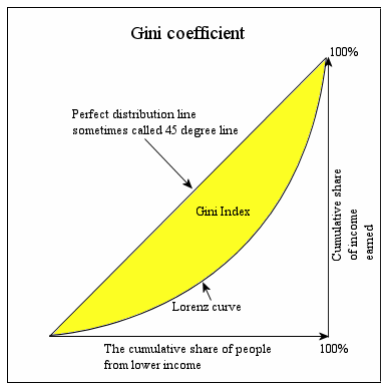 Gini coefficient
100%
Perfect distribution line
sometimes called 45 degree line
Gini Index
Cumulative share
of income
earned
Lorenz curve
The cumulative share of people
from lower income
100%